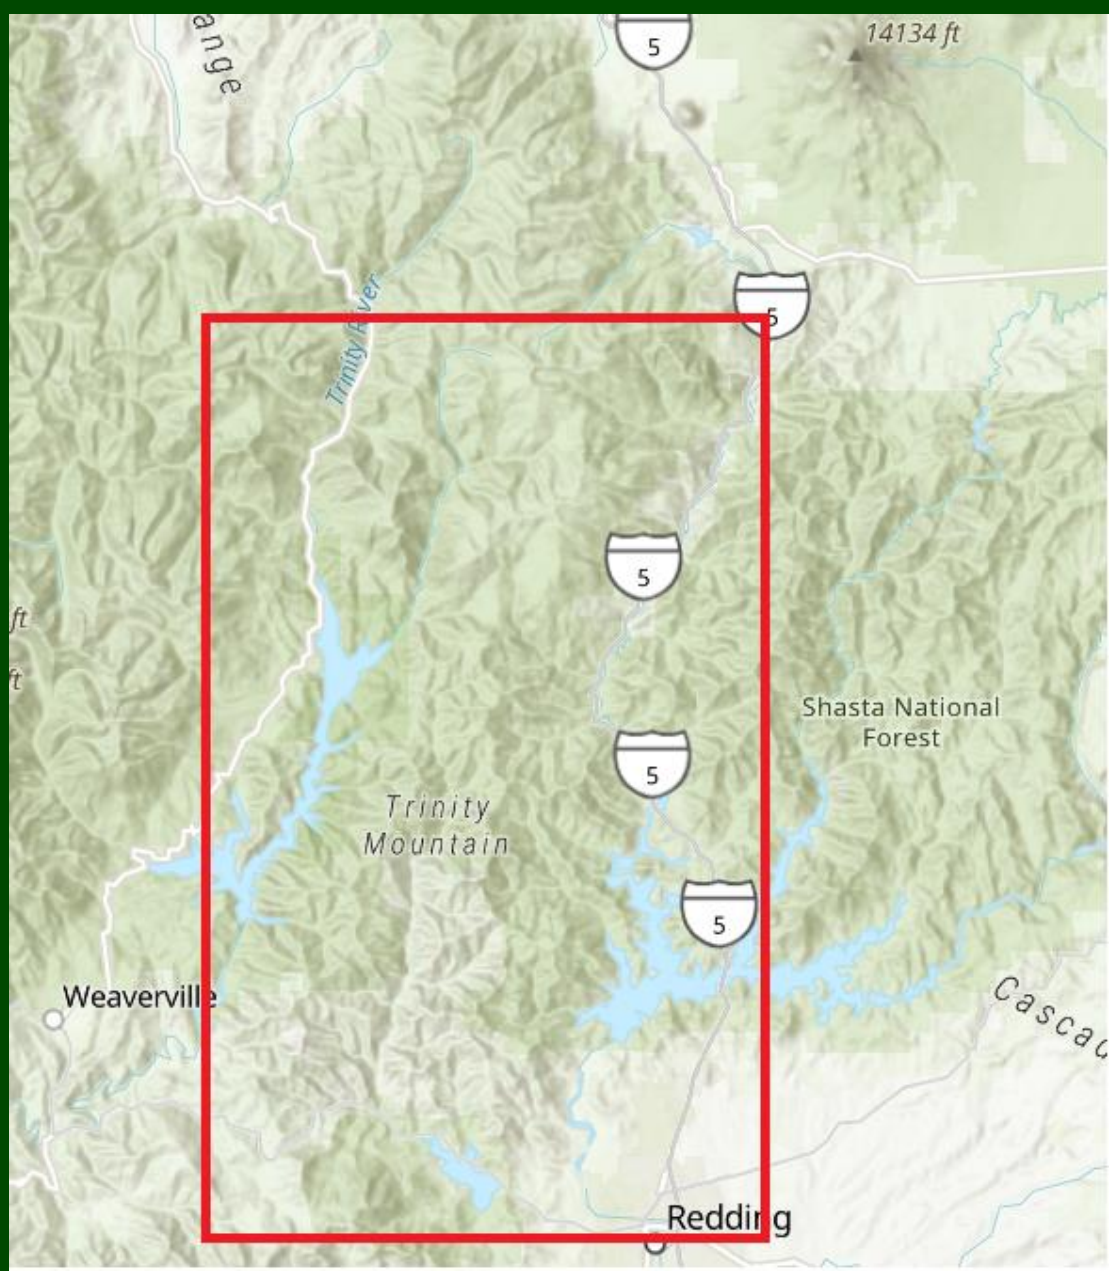 ange
5
14134 ft
Trinity River
5
5
ft
ft
Shasta National
Forest
5
Trinity
Mountain
5
Weaverville
Cascad
Redding